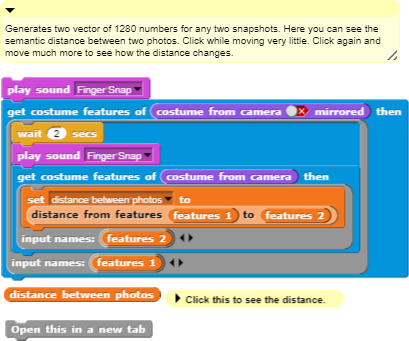 Generates two vector of 1280 numbers for any two snapshots. Here you can see the
semantic distance between two photos. Click while moving very little. Click again and
move much more to see how the distance changes.
play sound FingerSnap
get costume features of costume from camera mirrored then
wait 2 secs
play sound FingerSnap
get costume features of costume from camera then
set distance between photos to
distance from features features 1 to features 2
input names: features 2
input names: features 1
distance between photos Click this to see the distance.
Open this in a new tab